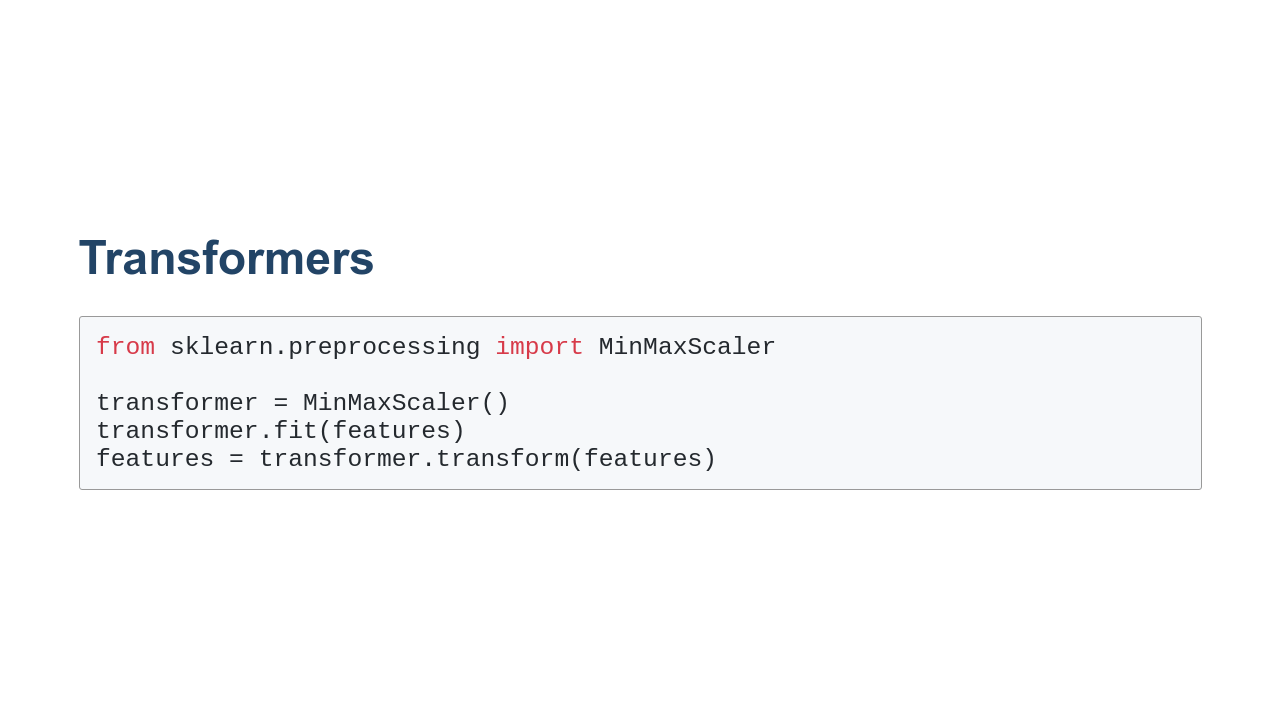 Transformers
from sklearn.preprocessing import MinMaxScaler
transformer = MinMaxScaler()
transformer.fit(features)
features = transformer.transform(features)